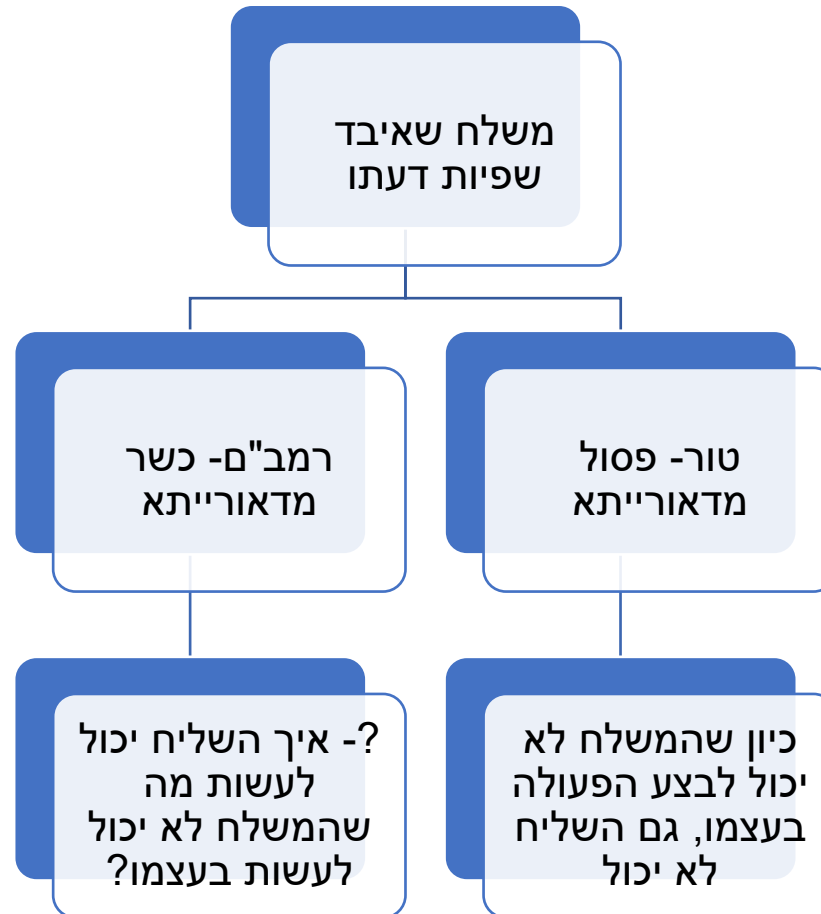 משלח שאיבד
שפיות דעתו
טור- פסול
מדאורייתא
רמב"ם- כשר
מדאורייתא
כיון שהמשלח לא
יכול לבצע הפעולה
בעצמו, גם השליח
לא יכול
?- איך השליח יכול
לעשות מה
שהמשלח לא יכול
לעשות בעצמו?